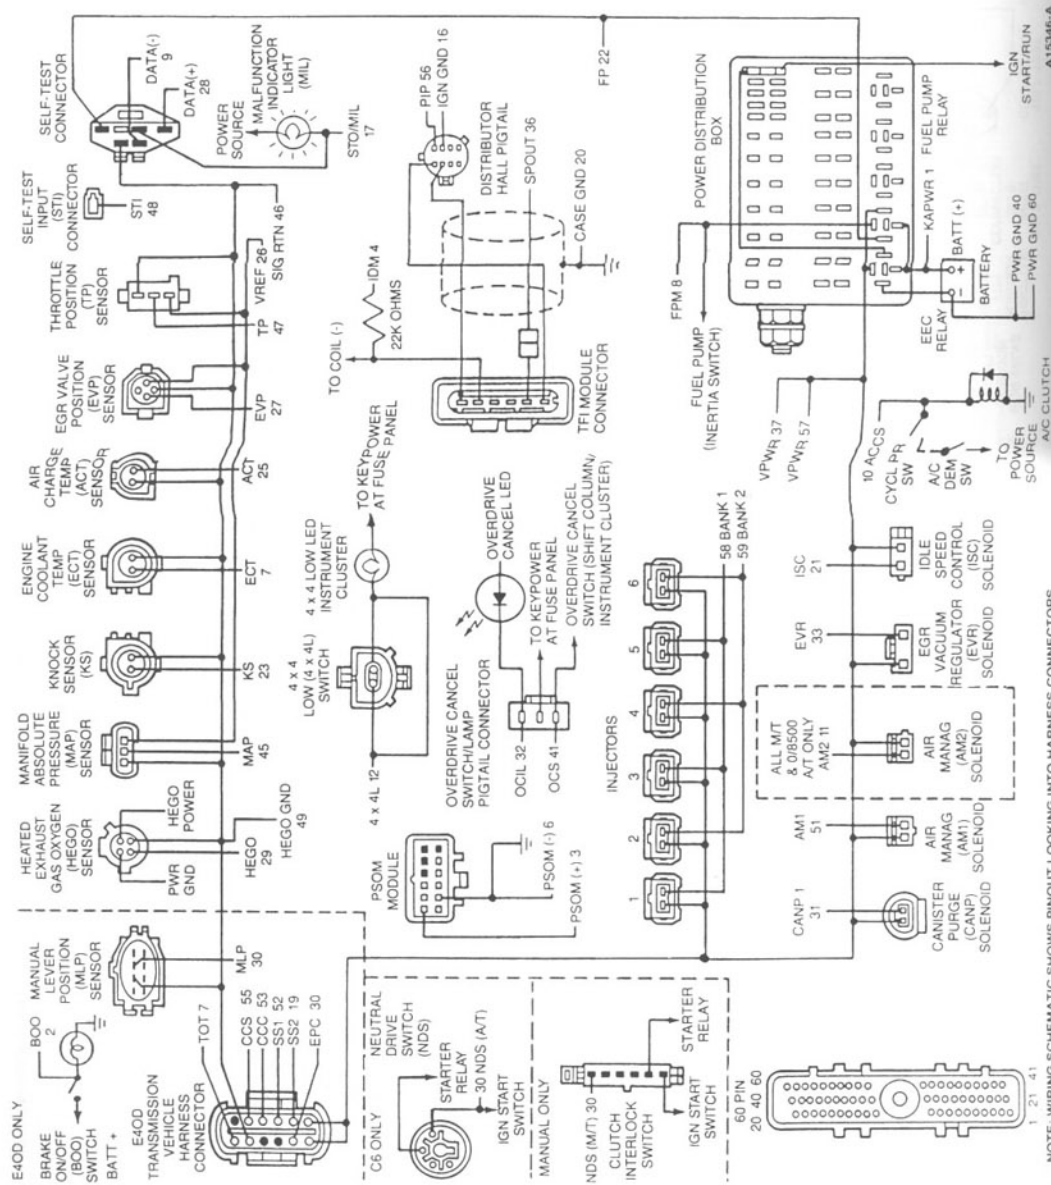 E4OD ONLY
BRAKE
ON/OFF
(BOO)
SWITCH
BATT +
BOO
2
MANUAL
LEVER
POSITION
(MLP)
SENSOR
MLP
30
E4OD
TRANSMISSION
VEHICLE
HARNESS
CONNECTOR
TOT 7
CCS 55
CCC 53
SS1 52
SS2 19
EPC 30
HEATED
EXHAUST
GAS OXYGEN
(HEGO)
SENSOR
PWR
GND
HEGO
POWER
HEGO
29
HEGO GND
49
MANIFOLD
ABSOLUTE
PRESSURE
(MAP)
SENSOR
MAP
45
KNOCK
SENSOR
(KS)
KS
23
ENGINE
COOLANT
TEMP
(ECT)
SENSOR
ECT
7
AIR
CHARGE
TEMP
(ACT)
SENSOR
ACT
25
EGR VALVE
POSITION
(EVP)
SENSOR
EVP
27
THROTTLE
POSITION
(TP)
SENSOR
TP
47
VREF 26
SIG RTN 46
SELF-TEST
INPUT
(STI)
CONNECTOR
STI
48
SELF-TEST
CONNECTOR
DATA(-)
9
DATA(+)
28
POWER
SOURCE
MALFUNCTION
INDICATOR
LIGHT
(MIL)
STO/MIL
17
C6 ONLY
NEUTRAL
DRIVE
SWITCH
(NDS)
STARTER
RELAY
30 NDS (A/T)
IGN START
SWITCH
MANUAL ONLY
NDS (M/T) 30
CLUTCH
INTERLOCK
SWITCH
STARTER
RELAY
IGN START
SWITCH
60 PIN
20 40 60
1 21 41
4 x 4L 12
4 x 4
LOW (4 x 4L)
SWITCH
4 x 4 LOW LED
INSTRUMENT
CLUSTER
TO KEYPOWER
AT FUSE PANEL
PSOM
MODULE
PSOM (-) 6
PSOM (+) 3
OVERDRIVE CANCEL
SWITCH/LAMP
PIGTAIL CONNECTOR
OCIL 32
OCS 41
OVERDRIVE
CANCEL LED
TO KEYPOWER
AT FUSE PANEL
OVERDRIVE CANCEL
SWITCH (SHIFT COLUMN/
INSTRUMENT CLUSTER)
TO COIL (-)
IDM 4
22K OHMS
TFI MODULE
CONNECTOR
PIP 56
IGN GND 16
DISTRIBUTOR
HALL PIGTAIL
SPOUT 36
CASE GND 20
FP 22
INJECTORS
1
2
3
4
5
6
58 BANK 1
59 BANK 2
FPM 8
FUEL PUMP
(INERTIA SWITCH)
POWER DISTRIBUTION
BOX
IGN
START/RUN
FUEL PUMP
RELAY
KAPWR 1
BATT (+)
+
-
BATTERY
EEC
RELAY
PWR GND 40
PWR GND 60
VPWR 37
VPWR 57
10 ACCS
CYCL PR
SW
A/C
DEM
SW
TO
POWER
SOURCE
A/C CLUTCH
CANP 1
31
CANISTER
PURGE
(CANP)
SOLENOID
AM1
51
AIR
MANAG
(AM1)
SOLENOID
ALL M/T
& 0/8500
A/T ONLY
AM2 11
AIR
MANAG
(AM2)
SOLENOID
EVR
33
EGR
VACUUM
REGULATOR
(EVR)
SOLENOID
ISC
21
IDLE
SPEED
CONTROL
(ISC)
SOLENOID
NOTE: WIRING SCHEMATIC SHOWS PINOUT LOOKING INTO HARNESS CONNECTORS
A15346-A